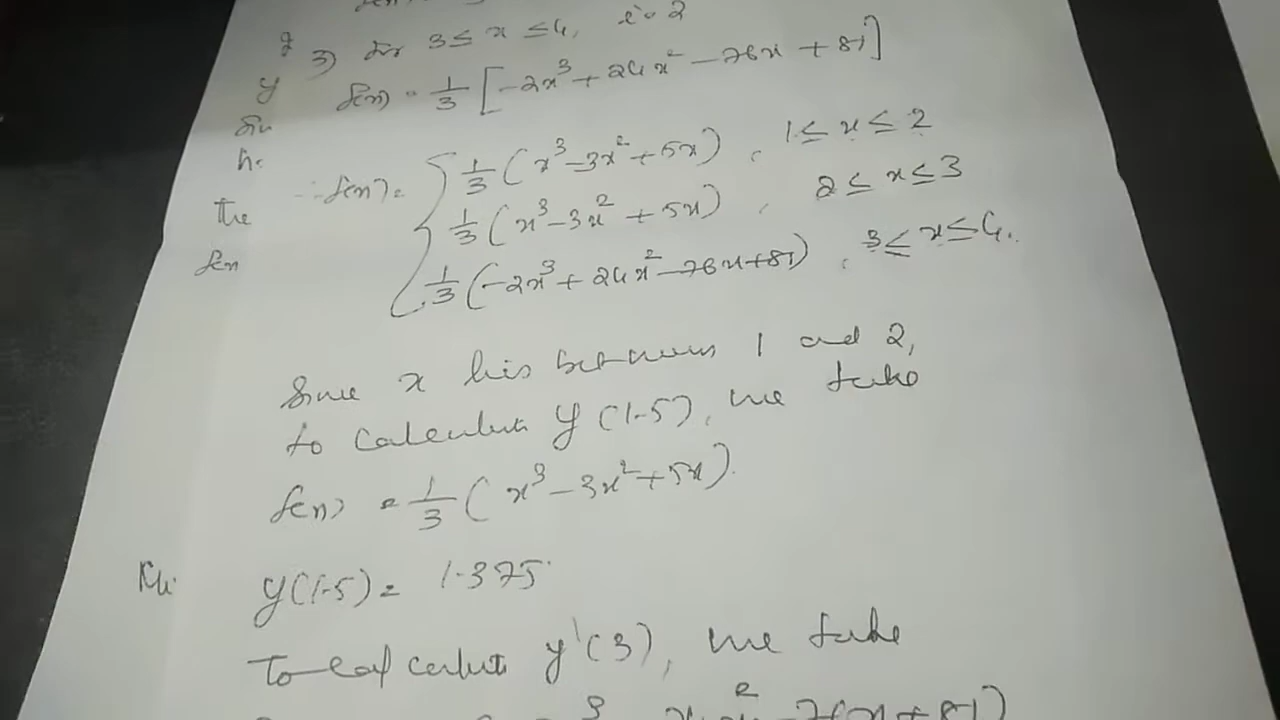 3) for 3 ≤ x ≤ 4, i = 2
y f(x) = 1/3 [-2x³ + 24x² - 76x + 81]
for
h.
∴ f(x) = { 1/3 (x³ - 3x² + 5x), 1 ≤ x ≤ 2
the 1/3 (x³ - 3x² + 5x), 2 ≤ x ≤ 3
fen 1/3 (-2x³ + 24x² - 76x + 81), 3 ≤ x ≤ 4.
Since x lies between 1 and 2,
to calculate y(1.5), we take
f(x) = 1/3 (x³ - 3x² + 5x).
y(1.5) = 1.375.
To calculate y'(3), we take